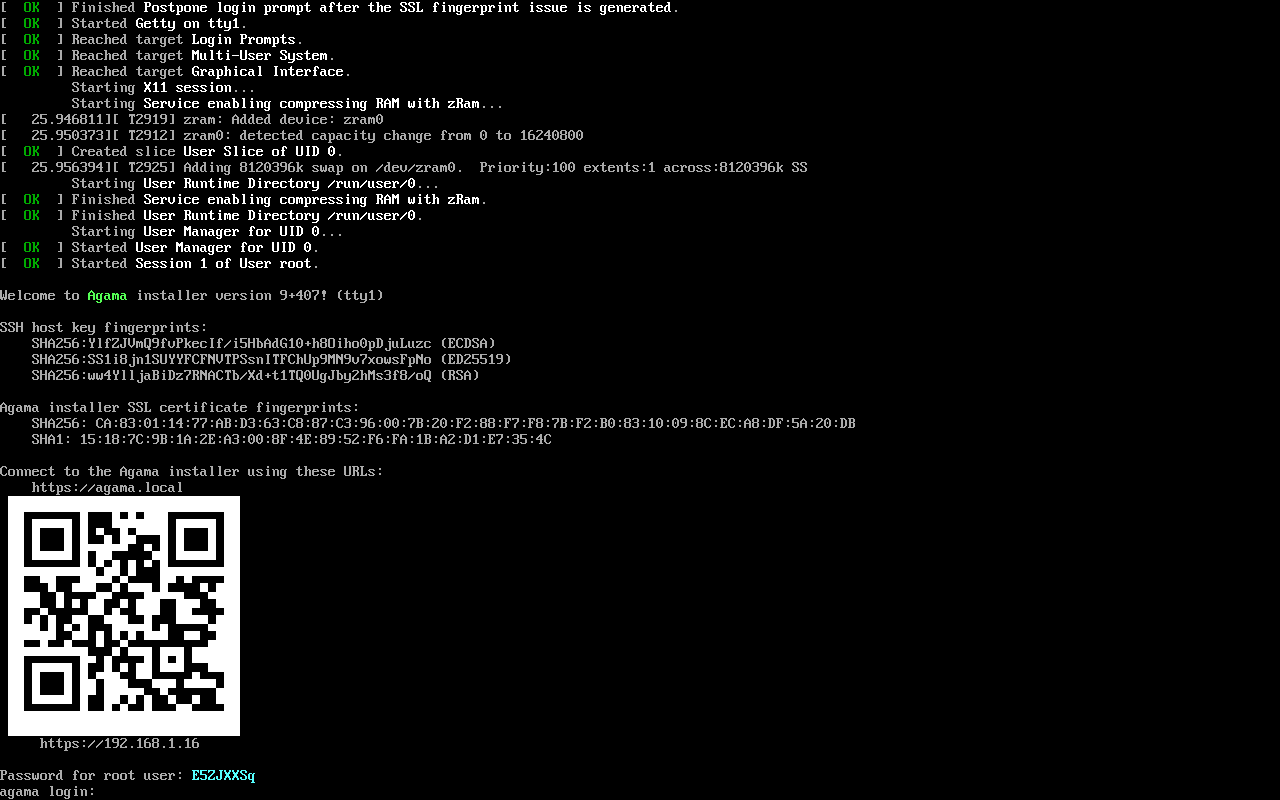 [  OK  ] Finished Postpone login prompt after the SSL fingerprint issue is generated.
[  OK  ] Started Getty on tty1.
[  OK  ] Reached target Login Prompts.
[  OK  ] Reached target Multi-User System.
[  OK  ] Reached target Graphical Interface.
         Starting X11 session...
         Starting Service enabling compressing RAM with zRam...
[   25.946811][ T2919] zram: Added device: zram0
[   25.950373][ T2912] zram0: detected capacity change from 0 to 16240800
[  OK  ] Created slice User Slice of UID 0.
[   25.956394][ T2925] Adding 8120396k swap on /dev/zram0.  Priority:100 extents:1 across:8120396k SS
         Starting User Runtime Directory /run/user/0...
[  OK  ] Finished Service enabling compressing RAM with zRam.
[  OK  ] Finished User Runtime Directory /run/user/0.
         Starting User Manager for UID 0...
[  OK  ] Started User Manager for UID 0.
[  OK  ] Started Session 1 of User root.
Welcome to Agama installer version 9+407! (tty1)
SSH host key fingerprints:
    SHA256:YlfZJVmQ9fvPkecIf/i5HbAdG10+h8Oiho0pDjuLuzc (ECDSA)
    SHA256:SS1i8jn1SUYYFCFNVTPSsnITFChUp9MN9v7xowsFpNo (ED25519)
    SHA256:ww4YlljaBiDz7RNACTb/Xd+t1TQ0UgJby2hMs3f8/oQ (RSA)
Agama installer SSL certificate fingerprints:
    SHA256: CA:83:01:14:77:AB:D3:63:C8:87:C3:96:00:7B:20:F2:88:F7:F8:7B:F2:B0:83:10:09:8C:EC:A8:DF:5A:20:DB
    SHA1: 15:18:7C:9B:1A:2E:A3:00:8F:4E:89:52:F6:FA:1B:A2:D1:E7:35:4C
Connect to the Agama installer using these URLs:
    https://agama.local
     https://192.168.1.16
Password for root user: E5ZJXXSq
agama login: